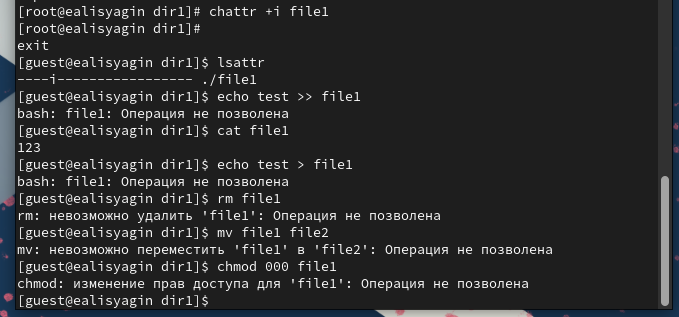 [root@ealisyagin dir1]# chattr +i file1
[root@ealisyagin dir1]#
exit
[guest@ealisyagin dir1]$ lsattr
----i----------------- ./file1
[guest@ealisyagin dir1]$ echo test >> file1
bash: file1: Операция не позволена
[guest@ealisyagin dir1]$ cat file1
123
[guest@ealisyagin dir1]$ echo test > file1
bash: file1: Операция не позволена
[guest@ealisyagin dir1]$ rm file1
rm: невозможно удалить 'file1': Операция не позволена
[guest@ealisyagin dir1]$ mv file1 file2
mv: невозможно переместить 'file1' в 'file2': Операция не позволена
[guest@ealisyagin dir1]$ chmod 000 file1
chmod: изменение прав доступа для 'file1': Операция не позволена
[guest@ealisyagin dir1]$